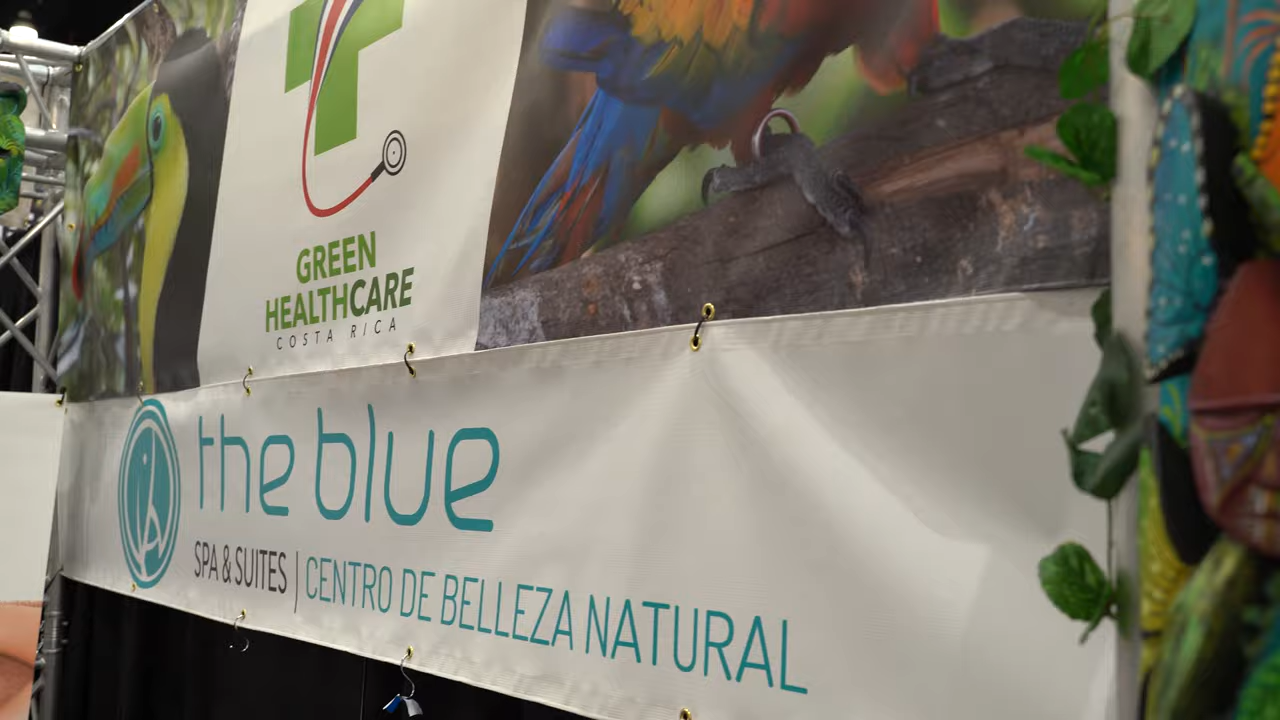 GREEN
HEALTHCARE
COSTA RICA
the blue
SPA & SUITES | CENTRO DE BELLEZA NATURAL